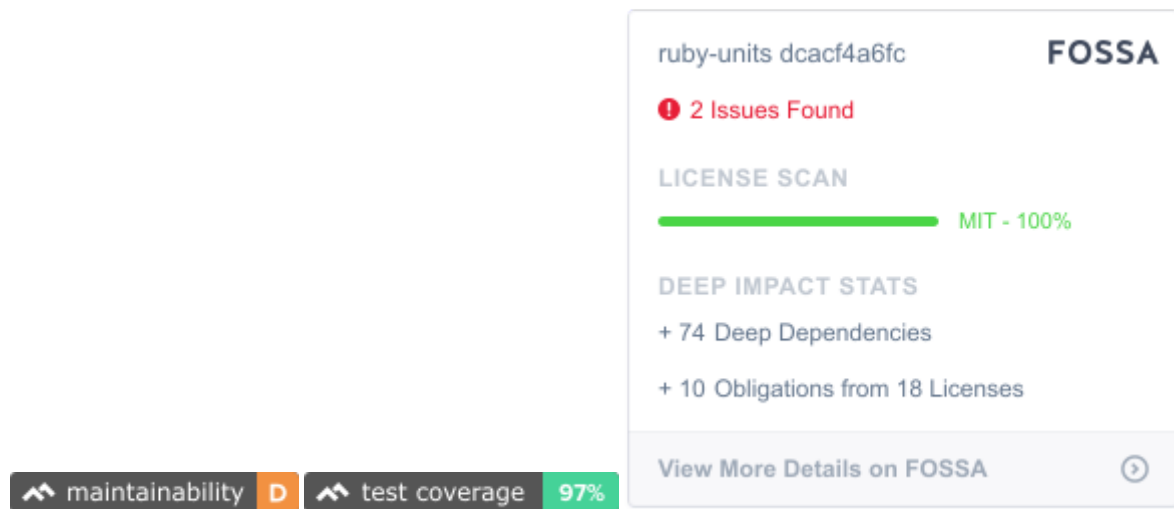 ruby-units dcacf4a6fc FOSSA
2 Issues Found
LICENSE SCAN
MIT - 100%
DEEP IMPACT STATS
+ 74 Deep Dependencies
+ 10 Obligations from 18 Licenses
View More Details on FOSSA
maintainability D test coverage 97%